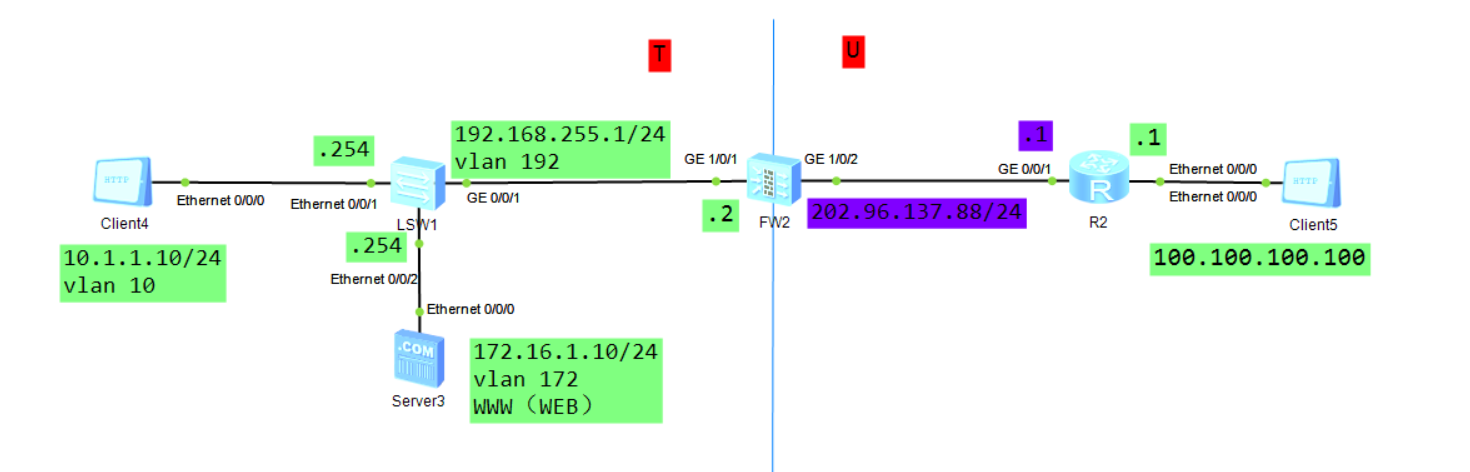 T
U
.254
192.168.255.1/24
vlan 192
.1
.1
HTTP
Ethernet 0/0/0
Ethernet 0/0/1
GE 0/0/1
GE 1/0/1
GE 1/0/2
GE 0/0/1
R
Ethernet 0/0/0
Ethernet 0/0/0
HTTP
Client4
LSW1
.2
FW2
202.96.137.88/24
R2
Client5
10.1.1.10/24
vlan 10
.254
100.100.100.100
Ethernet 0/0/2
Ethernet 0/0/0
.COM
Server3
172.16.1.10/24
vlan 172
WWW（WEB）